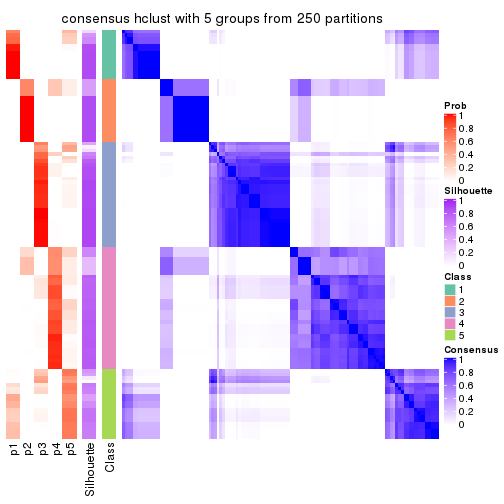 consensus hclust with 5 groups from 250 partitions
Prob
1
0.8
0.6
0.4
0.2
0
Silhouette
1
0.8
0.6
0.4
0.2
0
Class
1
2
3
4
5
Consensus
1
0.8
0.6
0.4
0.2
0
p1
p2
p3
p4
p5
Silhouette
Class